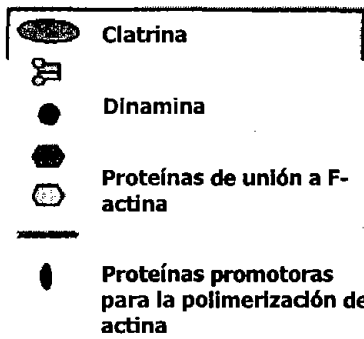 Clatrina
Dinamina
Proteínas de unión a F-
actina
Proteínas promotoras
para la polimerización de
actina